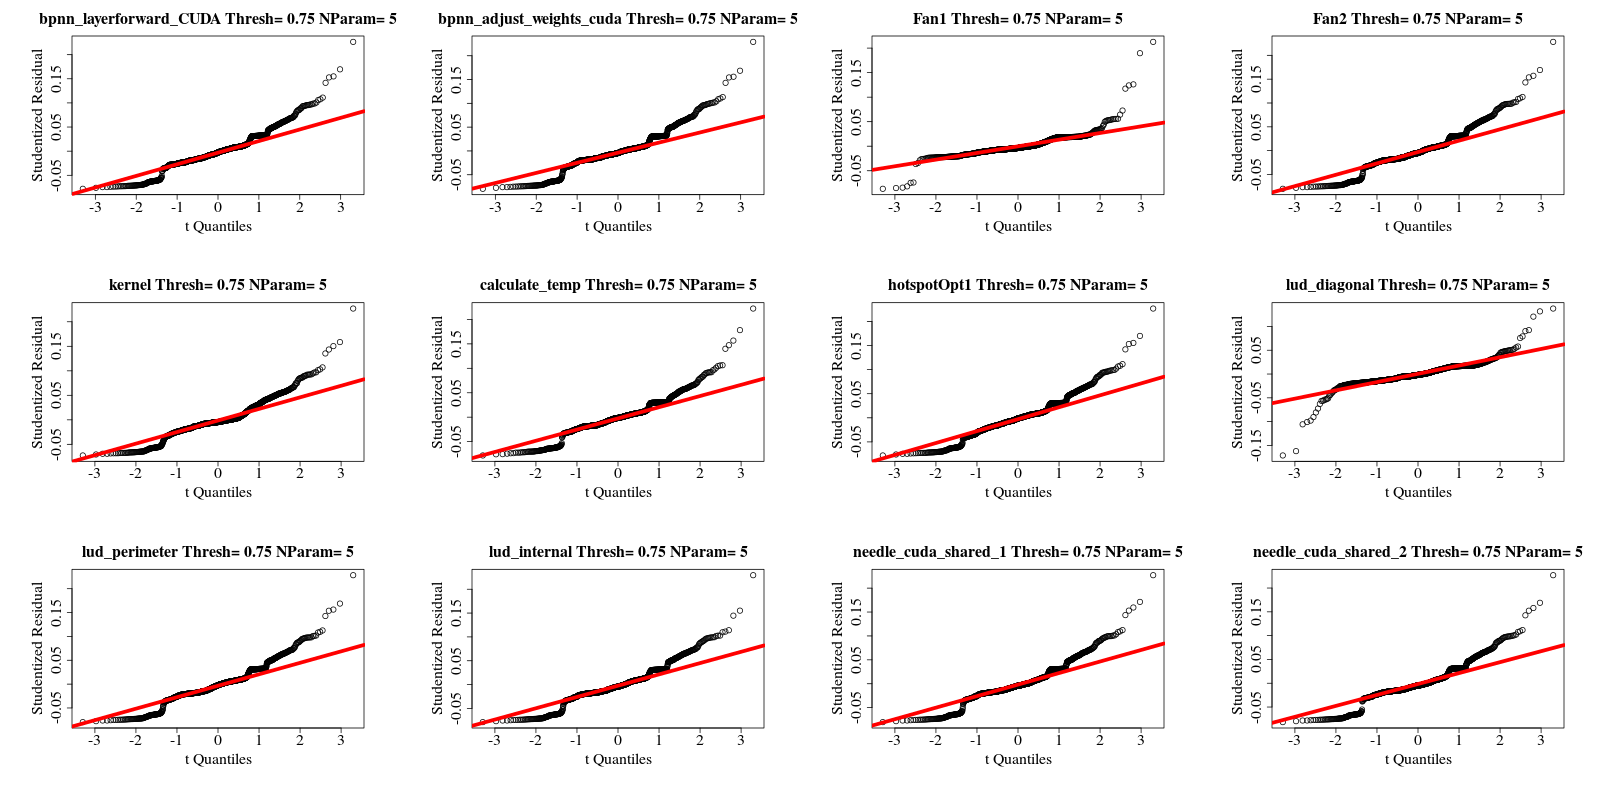 bpnn_layerforward_CUDA Thresh= 0.75 NParam= 5
Studentized Residual
-0.05 0.05 0.15
-3 -2 -1 0 1 2 3
t Quantiles
bpnn_adjust_weights_cuda Thresh= 0.75 NParam= 5
Studentized Residual
-0.05 0.05 0.15
-3 -2 -1 0 1 2 3
t Quantiles
Fan1 Thresh= 0.75 NParam= 5
Studentized Residual
-0.05 0.05 0.15
-3 -2 -1 0 1 2 3
t Quantiles
Fan2 Thresh= 0.75 NParam= 5
Studentized Residual
-0.05 0.05 0.15
-3 -2 -1 0 1 2 3
t Quantiles
kernel Thresh= 0.75 NParam= 5
Studentized Residual
-0.05 0.05 0.15
-3 -2 -1 0 1 2 3
t Quantiles
calculate_temp Thresh= 0.75 NParam= 5
Studentized Residual
-0.05 0.05 0.15
-3 -2 -1 0 1 2 3
t Quantiles
hotspotOpt1 Thresh= 0.75 NParam= 5
Studentized Residual
-0.05 0.05 0.15
-3 -2 -1 0 1 2 3
t Quantiles
lud_diagonal Thresh= 0.75 NParam= 5
Studentized Residual
-0.15 -0.05 0.05
-3 -2 -1 0 1 2 3
t Quantiles
lud_perimeter Thresh= 0.75 NParam= 5
Studentized Residual
-0.05 0.05 0.15
-3 -2 -1 0 1 2 3
t Quantiles
lud_internal Thresh= 0.75 NParam= 5
Studentized Residual
-0.05 0.05 0.15
-3 -2 -1 0 1 2 3
t Quantiles
needle_cuda_shared_1 Thresh= 0.75 NParam= 5
Studentized Residual
-0.05 0.05 0.15
-3 -2 -1 0 1 2 3
t Quantiles
needle_cuda_shared_2 Thresh= 0.75 NParam= 5
Studentized Residual
-0.05 0.05 0.15
-3 -2 -1 0 1 2 3
t Quantiles